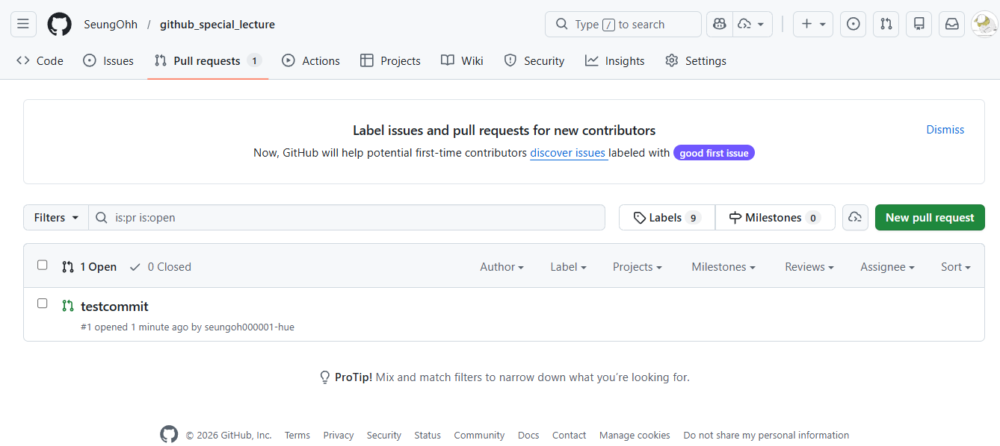 SeungOhh / github_special_lecture Type / to search
Code Issues Pull requests 1 Actions Projects Wiki Security Insights Settings
Label issues and pull requests for new contributors
Dismiss
Now, GitHub will help potential first-time contributors discover issues labeled with good first issue
Filters is:pr is:open Labels 9 Milestones 0 New pull request
1 Open 0 Closed Author Label Projects Milestones Reviews Assignee Sort
testcommit
#1 opened 1 minute ago by seungoh000001-hue
ProTip! Mix and match filters to narrow down what you're looking for.
© 2026 GitHub, Inc. Terms Privacy Security Status Community Docs Contact Manage cookies Do not share my personal information